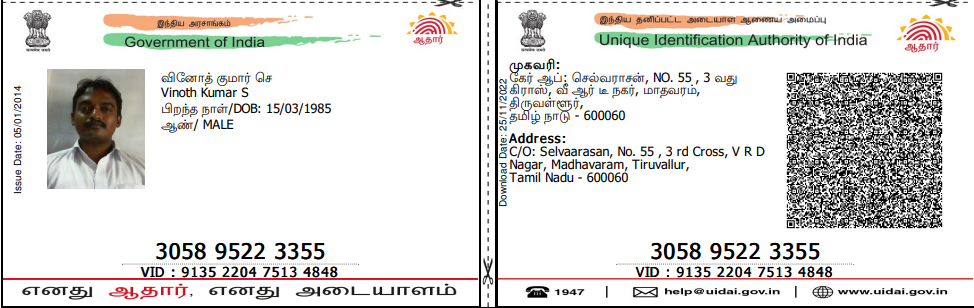 இந்திய அரசாங்கம்
Government of India
ஆதார்
Issue Date: 05/01/2014
வினோத் குமார் செ
Vinoth Kumar S
பிறந்த நாள்/DOB: 15/03/1985
ஆண்/ MALE
3058 9522 3355
VID : 9135 2204 7513 4848
எனது ஆதார், எனது அடையாளம்
இந்திய தனிப்பட்ட அடையாள ஆணைய அமைப்பு
Unique Identification Authority of India
ஆதார்
Download Date: 25/11/2022
முகவரி:
கேர் ஆப்: செல்வராசன், NO. 55 , 3 வது
கிராஸ், வீ ஆர் டீ நகர், மாதவரம்,
திருவள்ளூர்,
தமிழ் நாடு - 600060
Address:
C/O: Selvaarasan, No. 55 , 3 rd Cross, V R D
Nagar, Madhavaram, Tiruvallur,
Tamil Nadu - 600060
3058 9522 3355
VID : 9135 2204 7513 4848
1947 | help@uidai.gov.in | www.uidai.gov.in